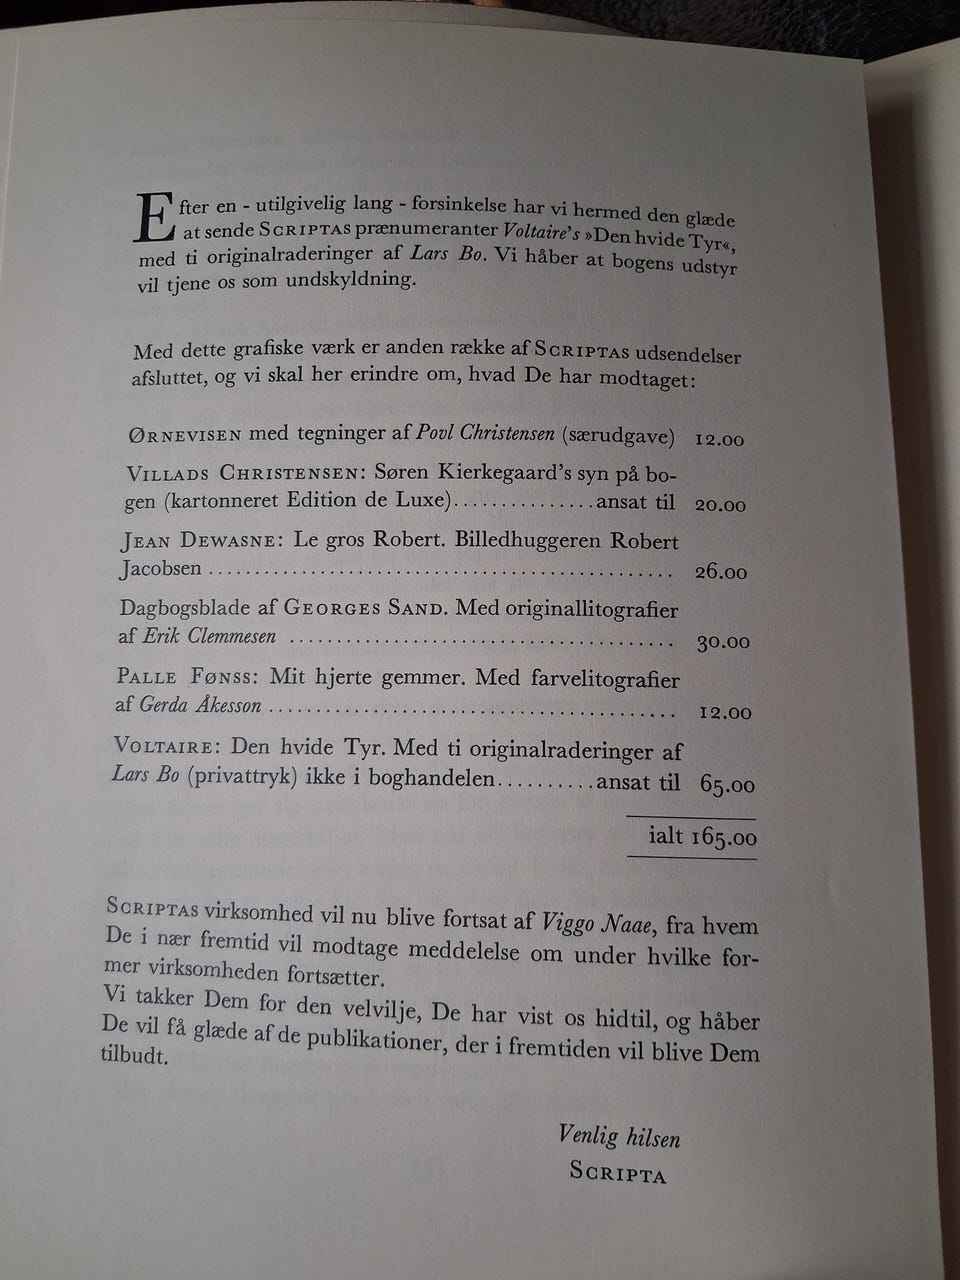 Efter en - utilgivelig lang - forsinkelse har vi hermed den glæde
at sende SCRIPTAS prænumeranter Voltaire's »Den hvide Tyr«,
med ti originalraderinger af Lars Bo. Vi håber at bogens udstyr
vil tjene os som undskyldning.
Med dette grafiske værk er anden række af SCRIPTAS udsendelser
afsluttet, og vi skal her erindre om, hvad De har modtaget:
ØRNEVISEN med tegninger af Povl Christensen (særudgave) 12.00
VILLADS CHRISTENSEN: Søren Kierkegaard's syn på bo-
gen (kartonneret Edition de Luxe)...............ansat til 20.00
JEAN DEWASNE: Le gros Robert. Billedhuggeren Robert
Jacobsen ................................................. 26.00
Dagbogsblade af GEORGES SAND. Med originallitografier
af Erik Clemmesen ......................................... 30.00
PALLE FØNSS: Mit hjerte gemmer. Med farvelitografier
af Gerda Åkesson ........................................... 12.00
VOLTAIRE: Den hvide Tyr. Med ti originalraderinger af
Lars Bo (privattryk) ikke i boghandelen..........ansat til 65.00
ialt 165.00
SCRIPTAS virksomhed vil nu blive fortsat af Viggo Naae, fra hvem
De i nær fremtid vil modtage meddelelse om under hvilke for-
mer virksomheden fortsætter.
Vi takker Dem for den velvilje, De har vist os hidtil, og håber
De vil få glæde af de publikationer, der i fremtiden vil blive Dem
tilbudt.
Venlig hilsen
SCRIPTA